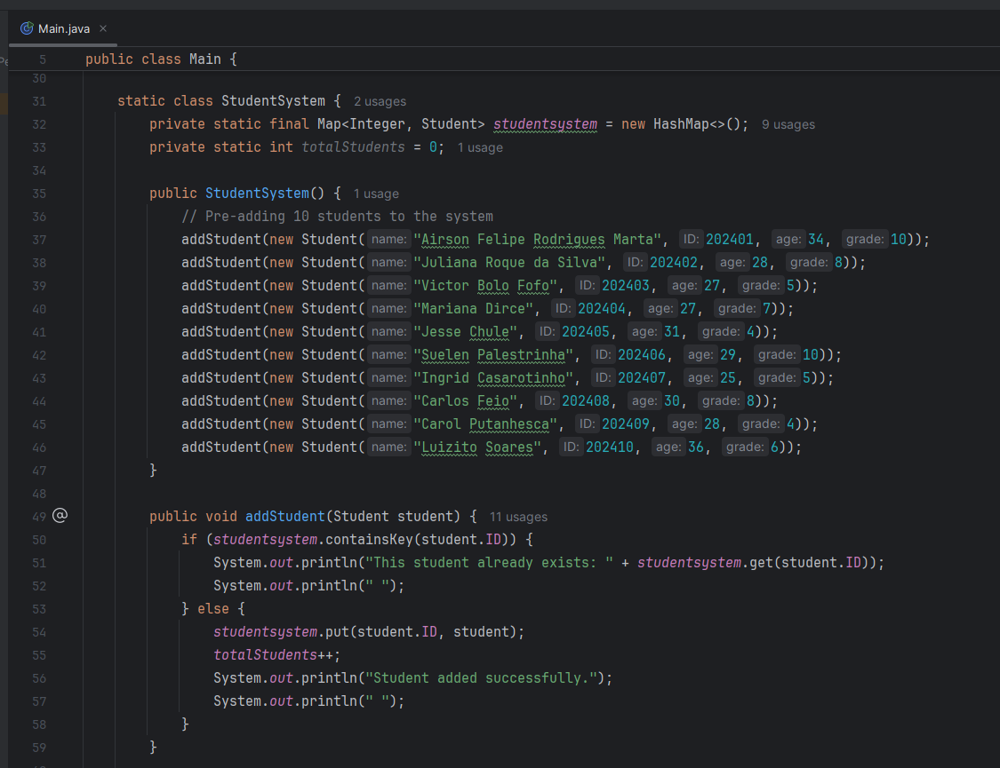 Main.java ×
5 public class Main {
30
31 static class StudentSystem { 2 usages
32 private static final Map<Integer, Student> studentsystem = new HashMap<>(); 9 usages
33 private static int totalStudents = 0; 1 usage
34
35 public StudentSystem() { 1 usage
36 // Pre-adding 10 students to the system
37 addStudent(new Student( name: "Airson Felipe Rodrigues Marta", ID: 202401, age: 34, grade: 10));
38 addStudent(new Student( name: "Juliana Roque da Silva", ID: 202402, age: 28, grade: 8));
39 addStudent(new Student( name: "Victor Bolo Fofo", ID: 202403, age: 27, grade: 5));
40 addStudent(new Student( name: "Mariana Dirce", ID: 202404, age: 27, grade: 7));
41 addStudent(new Student( name: "Jesse Chule", ID: 202405, age: 31, grade: 4));
42 addStudent(new Student( name: "Suelen Palestrinha", ID: 202406, age: 29, grade: 10));
43 addStudent(new Student( name: "Ingrid Casarotinho", ID: 202407, age: 25, grade: 5));
44 addStudent(new Student( name: "Carlos Feio", ID: 202408, age: 30, grade: 8));
45 addStudent(new Student( name: "Carol Putanhesca", ID: 202409, age: 28, grade: 4));
46 addStudent(new Student( name: "Luizito Soares", ID: 202410, age: 36, grade: 6));
47 }
48
49 @ public void addStudent(Student student) { 11 usages
50 if (studentsystem.containsKey(student.ID)) {
51 System.out.println("This student already exists: " + studentsystem.get(student.ID));
52 System.out.println(" ");
53 } else {
54 studentsystem.put(student.ID, student);
55 totalStudents++;
56 System.out.println("Student added successfully.");
57 System.out.println(" ");
58 }
59 }